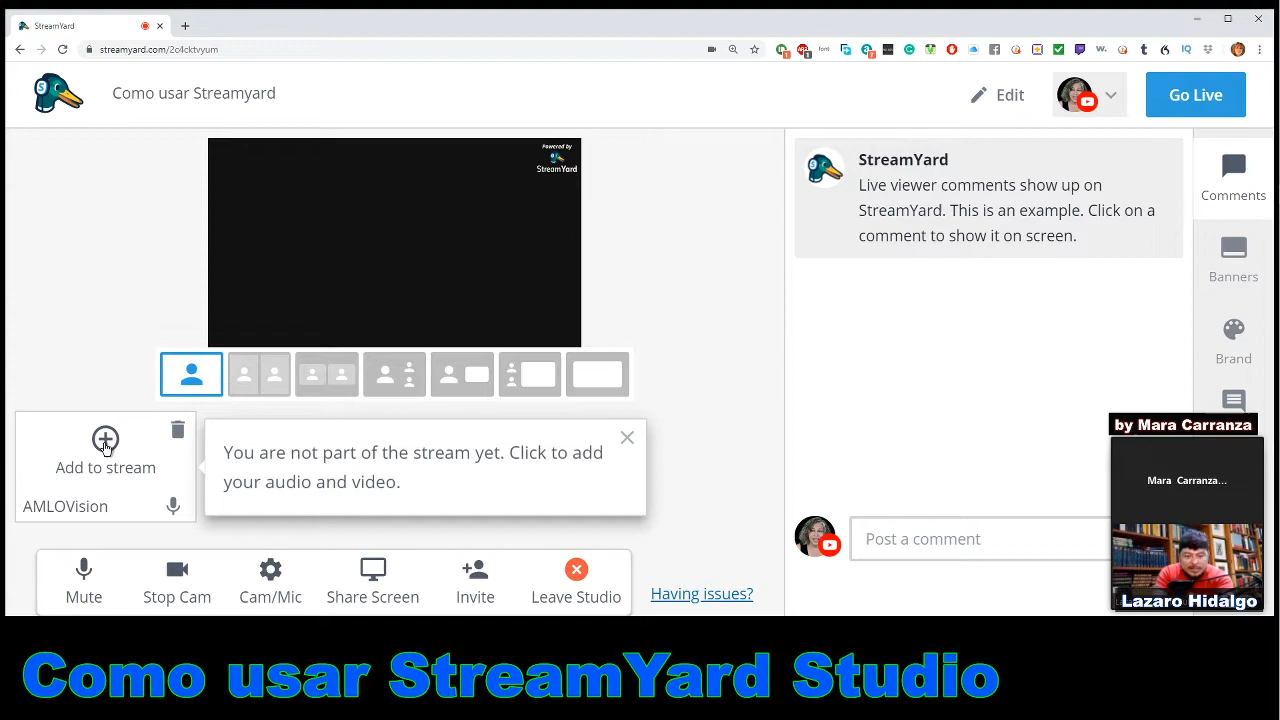 StreamYard
streamyard.com/2o4cktvyum
Como usar Streamyard
Edit
Go Live
Powered by
StreamYard
StreamYard
Live viewer comments show up on
StreamYard. This is an example. Click on a
comment to show it on screen.
Comments
Banners
Brand
Add to stream
AMLOVision
You are not part of the stream yet. Click to add
your audio and video.
Post a comment
by Mara Carranza
Mara Carranza...
Lazaro Hidalgo
Mute
Stop Cam
Cam/Mic
Share Screen
Invite
Leave Studio
Having issues?
Como usar StreamYard Studio